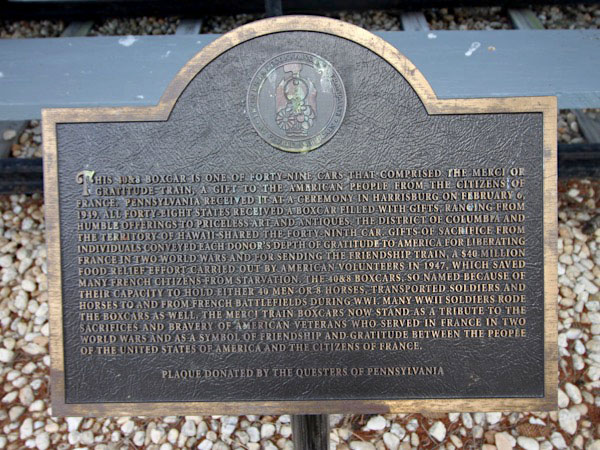 THIS 40&8 BOXCAR IS ONE OF FORTY-NINE CARS THAT COMPRISED THE MERCI OR
GRATITUDE TRAIN, A GIFT TO THE AMERICAN PEOPLE FROM THE CITIZENS OF
FRANCE. PENNSYLVANIA RECEIVED IT AT A CEREMONY IN HARRISBURG ON FEBRUARY 6,
1949. ALL FORTY-EIGHT STATES RECEIVED A BOXCAR FILLED WITH GIFTS, RANGING FROM
HUMBLE OFFERINGS TO PRICELESS ART AND ANTIQUES. THE DISTRICT OF COLUMBIA AND
THE TERRITORY OF HAWAII SHARED THE FORTY-NINTH CAR. GIFTS OF SACRIFICE FROM
INDIVIDUALS CONVEYED EACH DONOR'S DEPTH OF GRATITUDE TO AMERICA FOR LIBERATING
FRANCE IN TWO WORLD WARS AND FOR SENDING THE FRIENDSHIP TRAIN, A $40 MILLION
FOOD RELIEF EFFORT CARRIED OUT BY AMERICAN VOLUNTEERS IN 1947, WHICH SAVED
MANY FRENCH CITIZENS FROM STARVATION. THE 40&8 BOXCARS, SO NAMED BECAUSE OF
THEIR CAPACITY TO HOLD EITHER 40 MEN OR 8 HORSES, TRANSPORTED SOLDIERS AND
HORSES TO AND FROM FRENCH BATTLEFIELDS DURING WWI. MANY WWII SOLDIERS RODE
THE BOXCARS AS WELL. THE MERCI TRAIN BOXCARS NOW STAND AS A TRIBUTE TO THE
SACRIFICES AND BRAVERY OF AMERICAN VETERANS WHO SERVED IN FRANCE IN TWO
WORLD WARS AND AS A SYMBOL OF FRIENDSHIP AND GRATITUDE BETWEEN THE PEOPLE
OF THE UNITED STATES OF AMERICA AND THE CITIZENS OF FRANCE.
PLAQUE DONATED BY THE QUESTERS OF PENNSYLVANIA